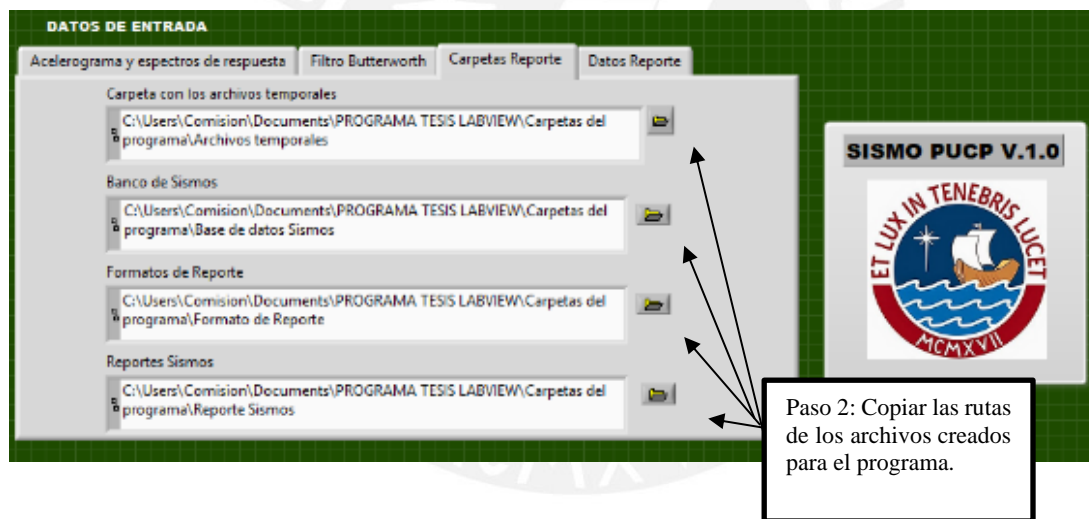 DATOS DE ENTRADA
Acelerograma y espectros de respuesta
Filtro Butterworth
Carpetas Reporte
Datos Reporte
Carpeta con los archivos temporales
C:\Users\Comision\Documents\PROGRAMA TESIS LABVIEW\Carpetas del
programa\Archivos temporales
Banco de Sismos
C:\Users\Comision\Documents\PROGRAMA TESIS LABVIEW\Carpetas del
programa\Base de datos Sismos
Formatos de Reporte
C:\Users\Comision\Documents\PROGRAMA TESIS LABVIEW\Carpetas del
programa\Formato de Reporte
Reportes Sismos
C:\Users\Comision\Documents\PROGRAMA TESIS LABVIEW\Carpetas del
programa\Reporte Sismos
SISMO PUCP V.1.0
ET LUX IN TENEBRIS LUCET
MCMXVII
Paso 2: Copiar las rutas
de los archivos creados
para el programa.